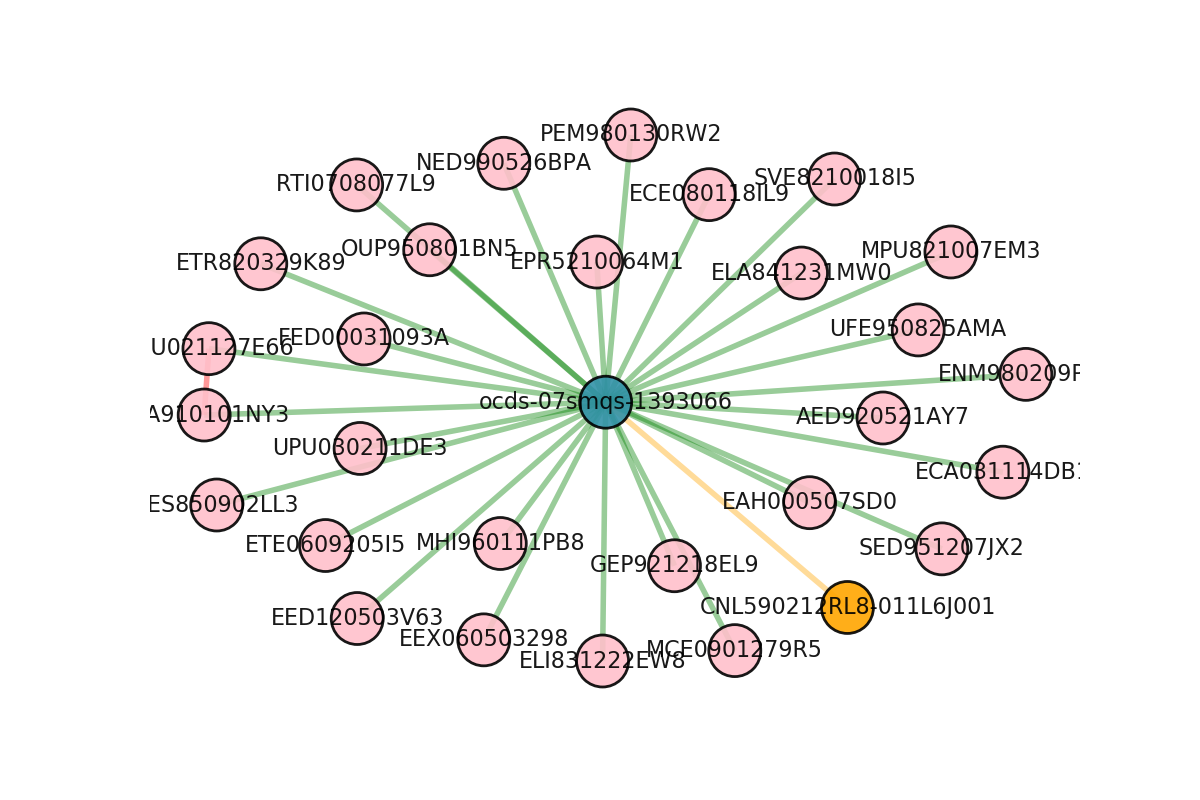 PEM980130RW2
NED990526BPA
SVE8210018I5
RTI0708077L9
ECE080118IL9
OUP950801BN5
MPU821007EM3
EPR5210064M1
ETR820329K89
ELA841231MW0
UFE950825AMA
FED00031093A
U021127E66
ENM980209F
ocds-07smqs-1393066
A910101NY3
AED920521AY7
UPU030211DE3
ECA031114DB1
EAH000507SD0
ES850902LL3
MHI960111PB8
ETE0609205I5
SED951207JX2
GEP921218EL9
CNL590212RL8-011L6J001
EED120503V63
EEX060503298
MCE0901279R5
ELI831222EW8